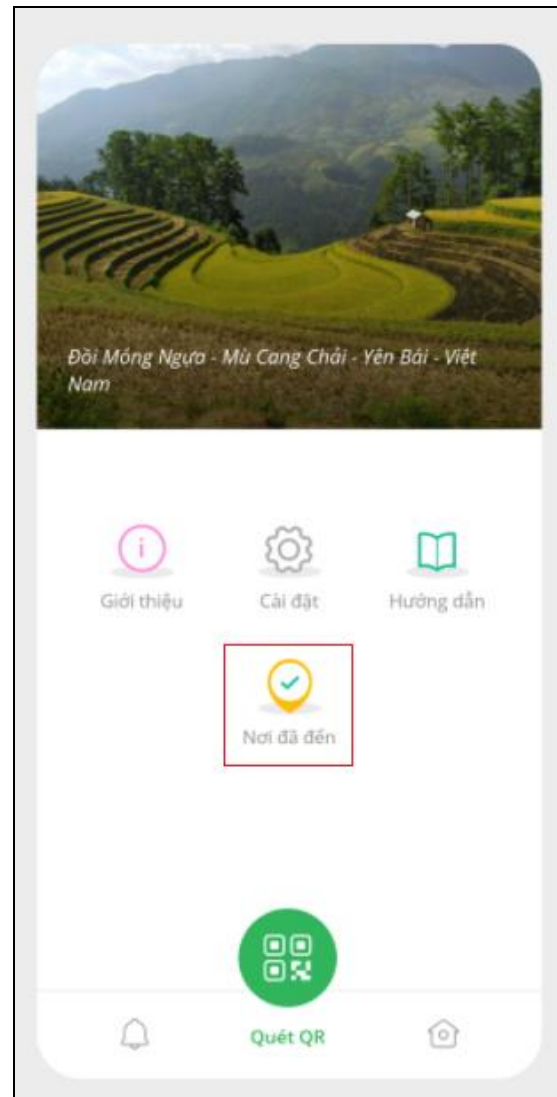 Đồi Móng Ngựa - Mù Cang Chải - Yên Bái - Việt
Nam
Giới thiệu
Cài đặt
Hướng dẫn
Nơi đã đến
Quét QR